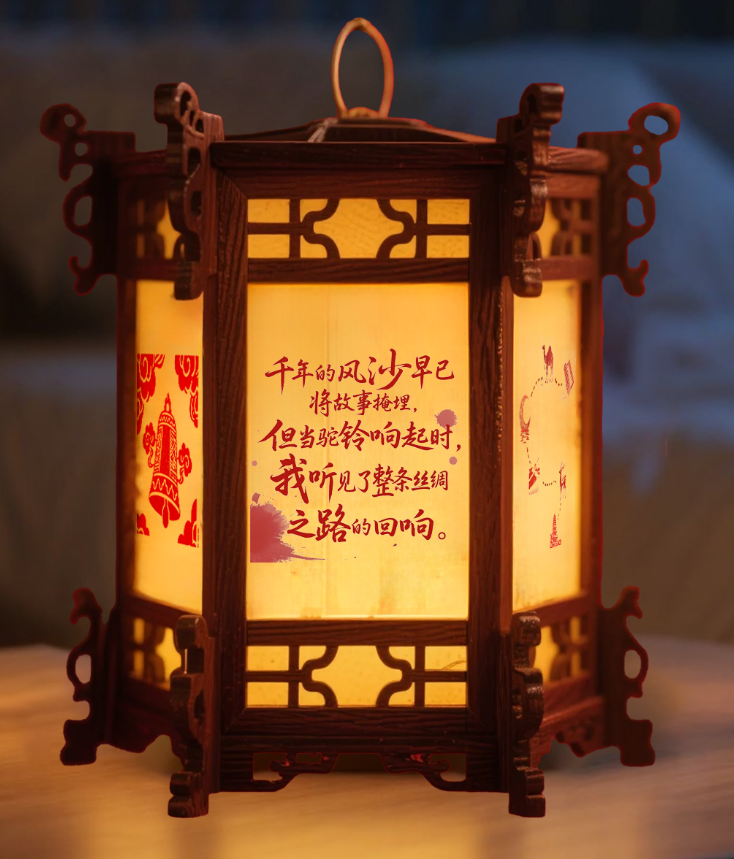 千年的风沙早已
将故事掩埋，
但当驼铃响起时，
我听见了整条丝绸
之路的回响。